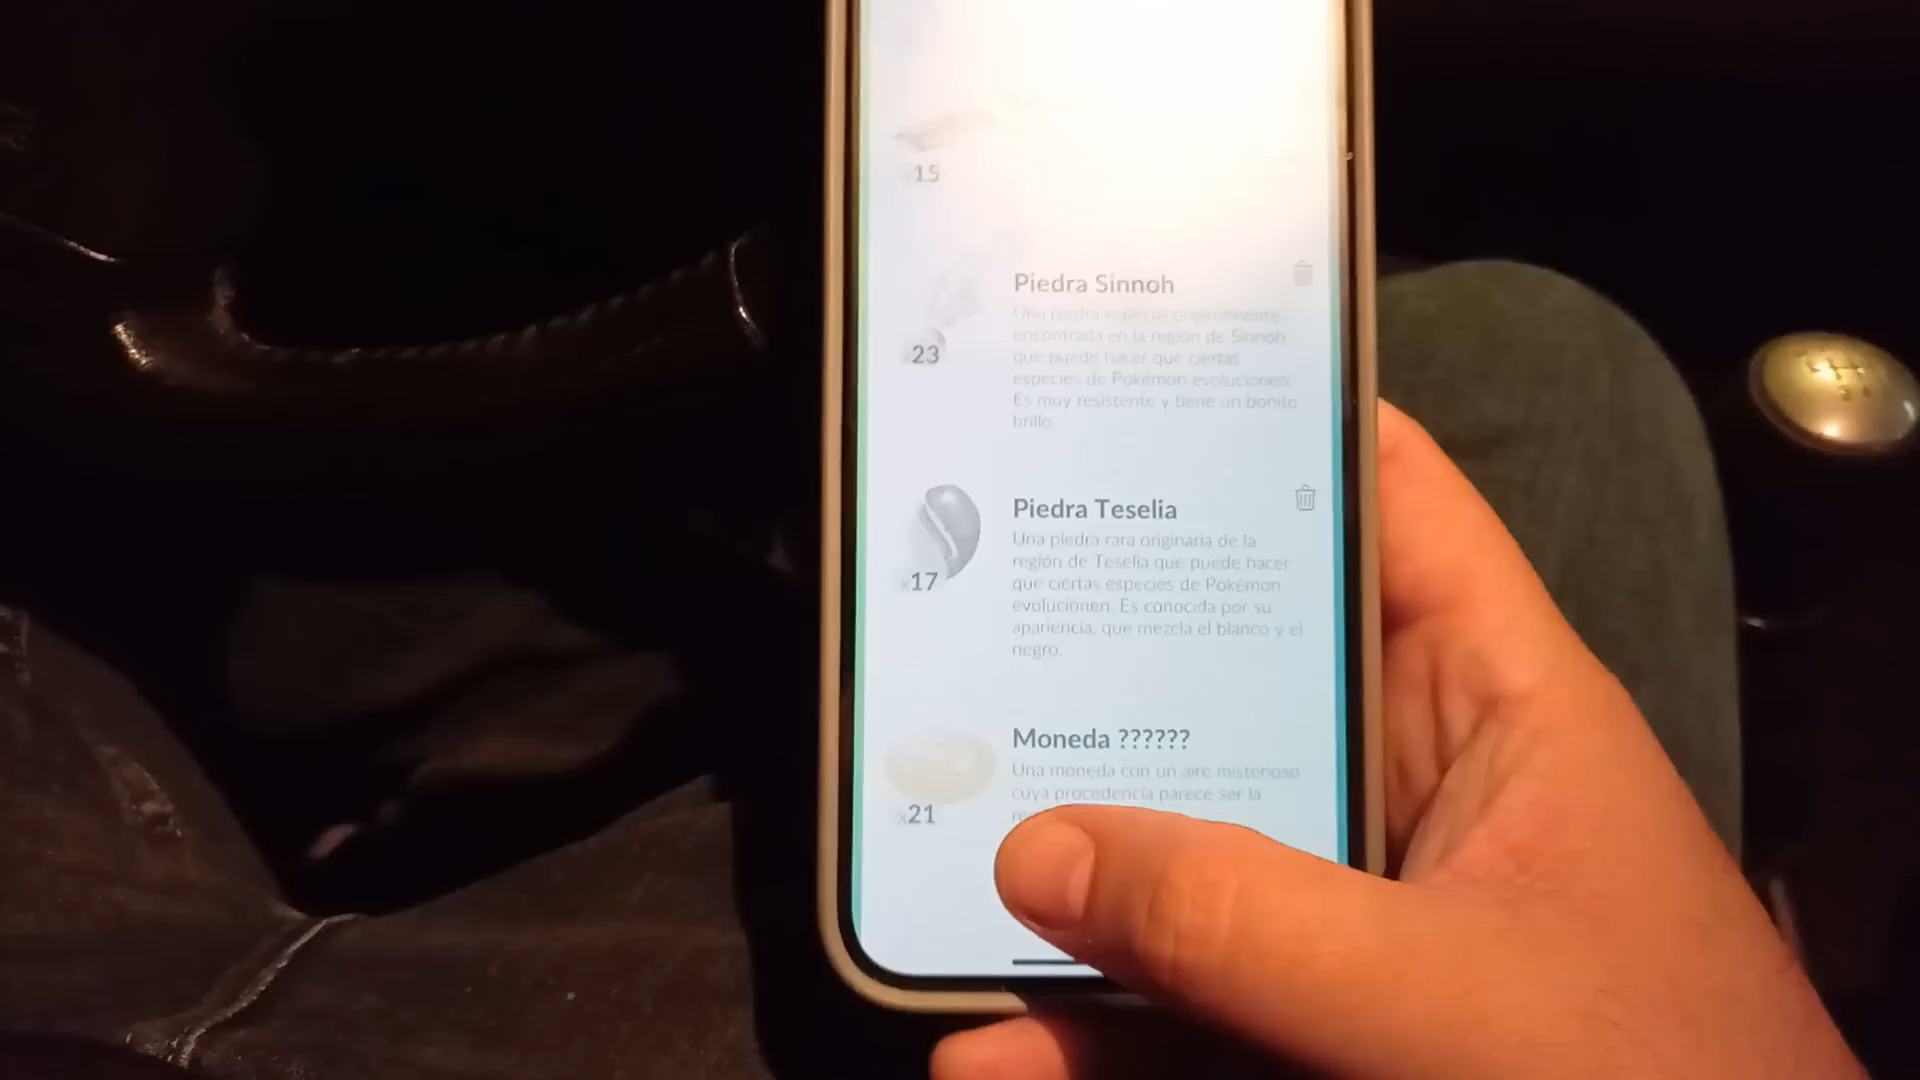 x15
Piedra Sinnoh
Una piedra especial originalmente
encontrada en la región de Sinnoh
que puede hacer que ciertas
especies de Pokémon evolucionen.
Es muy resistente y tiene un bonito
brillo.
23
Piedra Teselia
Una piedra rara originaria de la
región de Teselia que puede hacer
que ciertas especies de Pokémon
evolucionen. Es conocida por su
apariencia, que mezcla el blanco y el
negro.
x17
Moneda ??????
Una moneda con un aire misterioso
cuya procedencia parece ser la
x21